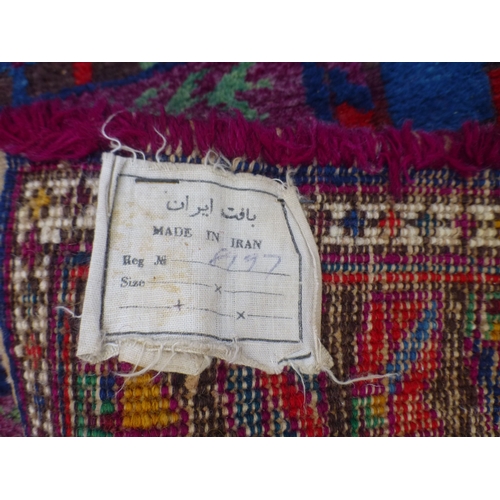 بافت ایران
MADE IN IRAN
Reg № 8197
Size × 
+ ×